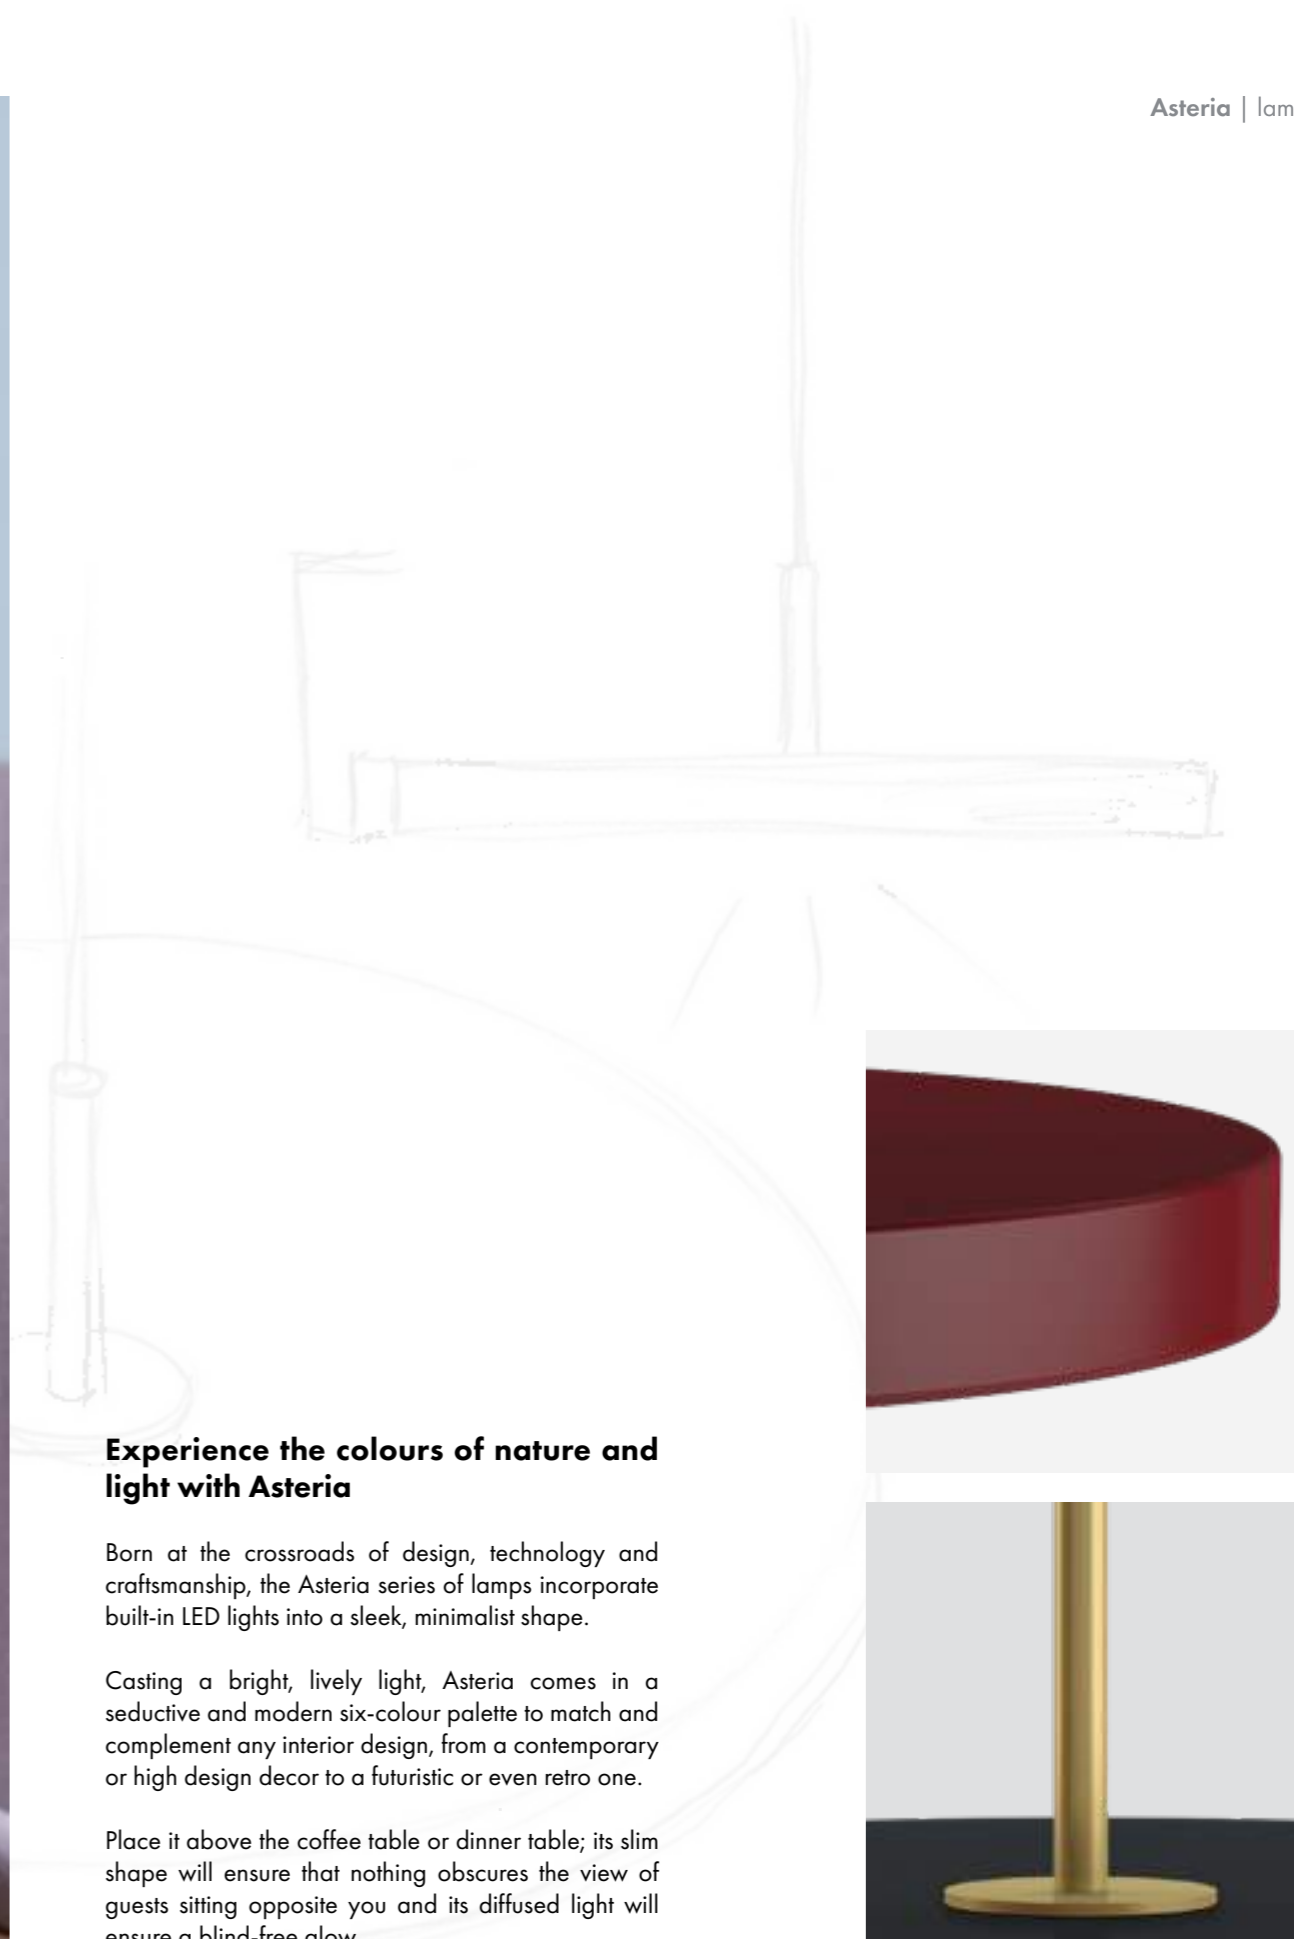 Asteria | lam
Experience the colours of nature and
light with Asteria
Born at the crossroads of design, technology and
craftsmanship, the Asteria series of lamps incorporate
built-in LED lights into a sleek, minimalist shape.
Casting a bright, lively light, Asteria comes in a
seductive and modern six-colour palette to match and
complement any interior design, from a contemporary
or high design decor to a futuristic or even retro one.
Place it above the coffee table or dinner table; its slim
shape will ensure that nothing obscures the view of
guests sitting opposite you and its diffused light will
ensure a blind-free glow